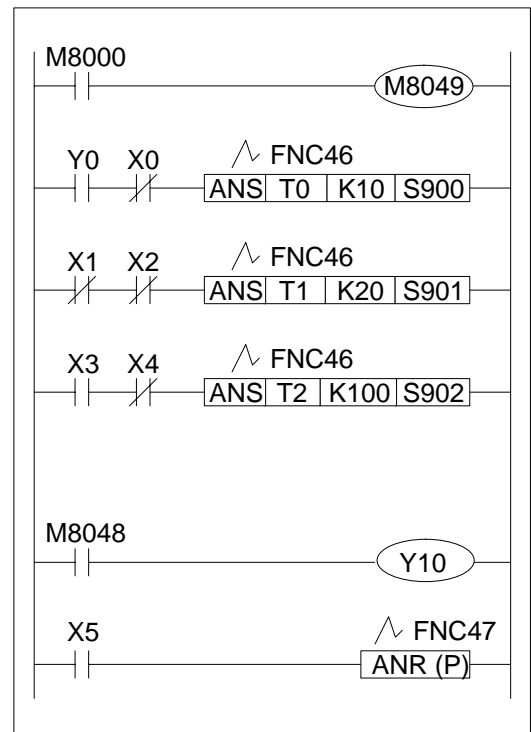 M8000
M8049
FNC46
Y0 X0
ANS T0 K10 S900
FNC46
X1 X2
ANS T1 K20 S901
FNC46
X3 X4
ANS T2 K100 S902
M8048
Y10
X5 FNC47
ANR (P)